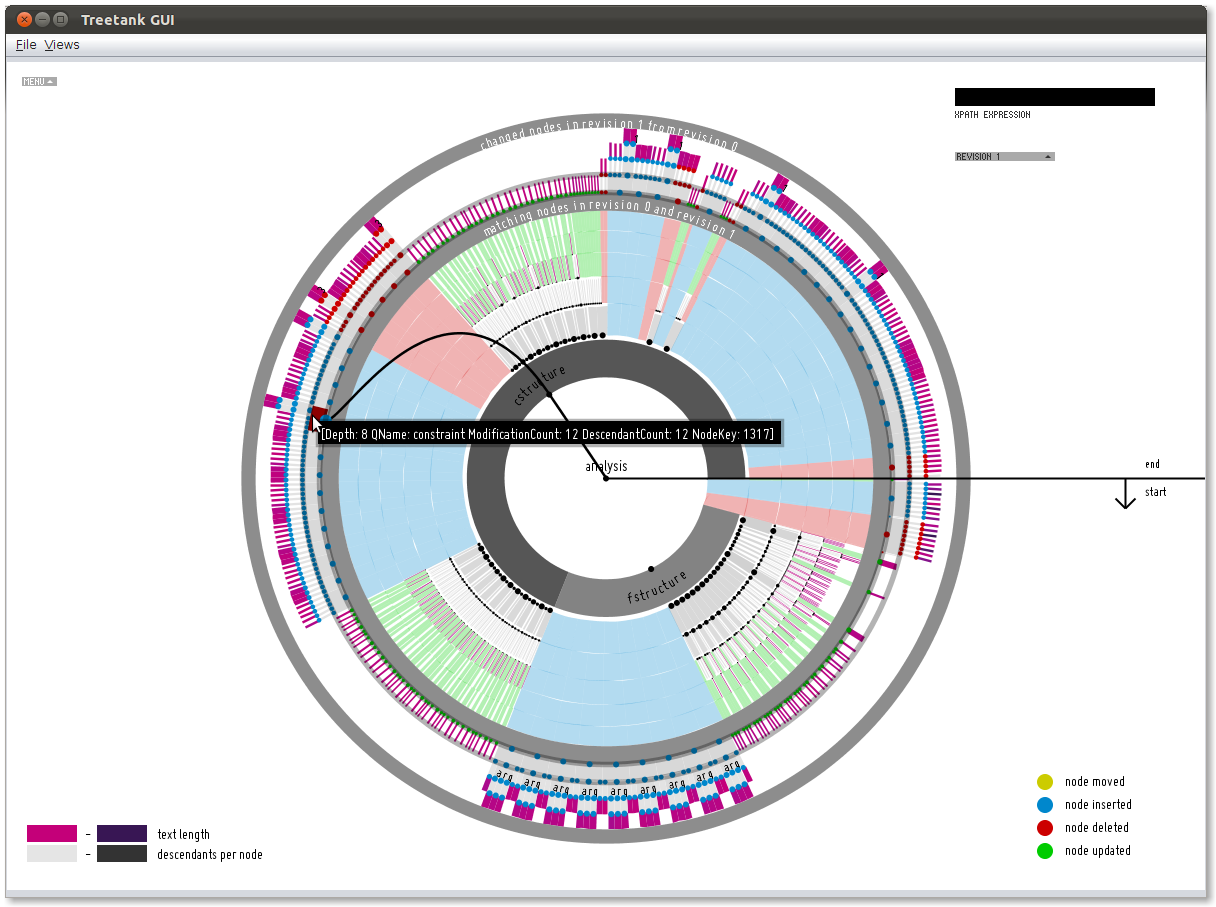 Treetank GUI
File Views
MENU
XPATH EXPRESSION
REVISION 1
changed nodes in revision 1 from revision 0
matching nodes in revision 0 and revision 1
cstructure
[Depth: 8 QName: constraint ModificationCount: 12 DescendantCount: 12 NodeKey: 1317]
analysis
end
start
fstructure
arg arg arg arg arg arg arg arg arg
node moved
node inserted
node deleted
node updated
- text length
- descendants per node